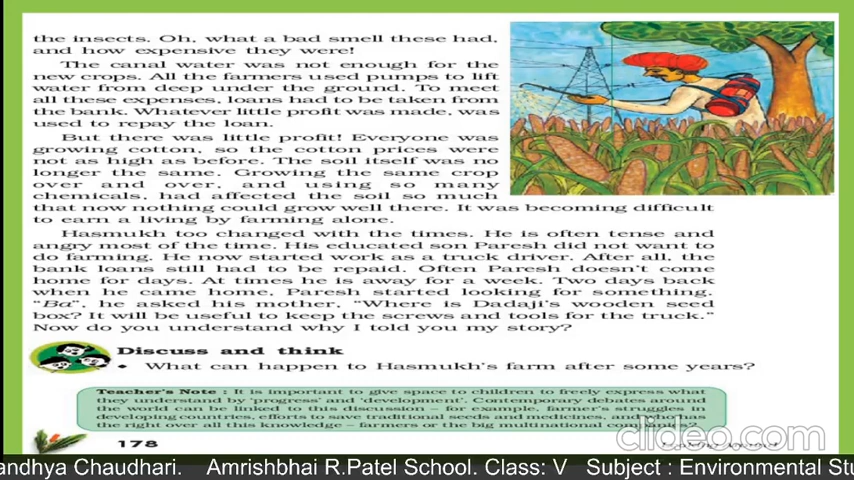 the insects. Oh, what a bad smell these had,
and how expensive they were!
The canal water was not enough for the
new crops. All the farmers used pumps to lift
water from deep under the ground. To meet
all these expenses, loans had to be taken from
the bank. Whatever little profit was made, was
used to repay the loan.
But there was little profit! Everyone was
growing cotton, so the cotton prices were
not as high as before. The soil itself was no
longer the same. Growing the same crop
over and over, and using so many
chemicals, had affected the soil so much
that now nothing could grow well there. It was becoming difficult
to earn a living by farming alone.
Hasmukh too changed with the times. He is often tense and
angry most of the time. His educated son Paresh did not want to
do farming. He now started work as a truck driver. After all, the
bank loans still had to be repaid. Often Paresh doesn't come
home for days. At times he is away for a week. Two days back
when he came home, Paresh started looking for something.
"Ba", he asked his mother, "Where is Dadaji's wooden seed
box? It will be useful to keep the screws and tools for the truck."
Now do you understand why I told you my story?
Discuss and think
• What can happen to Hasmukh's farm after some years?
Teacher's Note : It is important to give space to children to freely express what
they understand by 'progress' and 'development'. Contemporary debates around
the world can be linked to this discussion – for example, farmer's struggles in
developing countries, efforts to save traditional seeds and medicines, and who has
the right over all this knowledge – farmers or the big multinational companies?
clideo.com
178
andhya Chaudhari. Amrishbhai R.Patel School. Class: V Subject : Environmental Stu